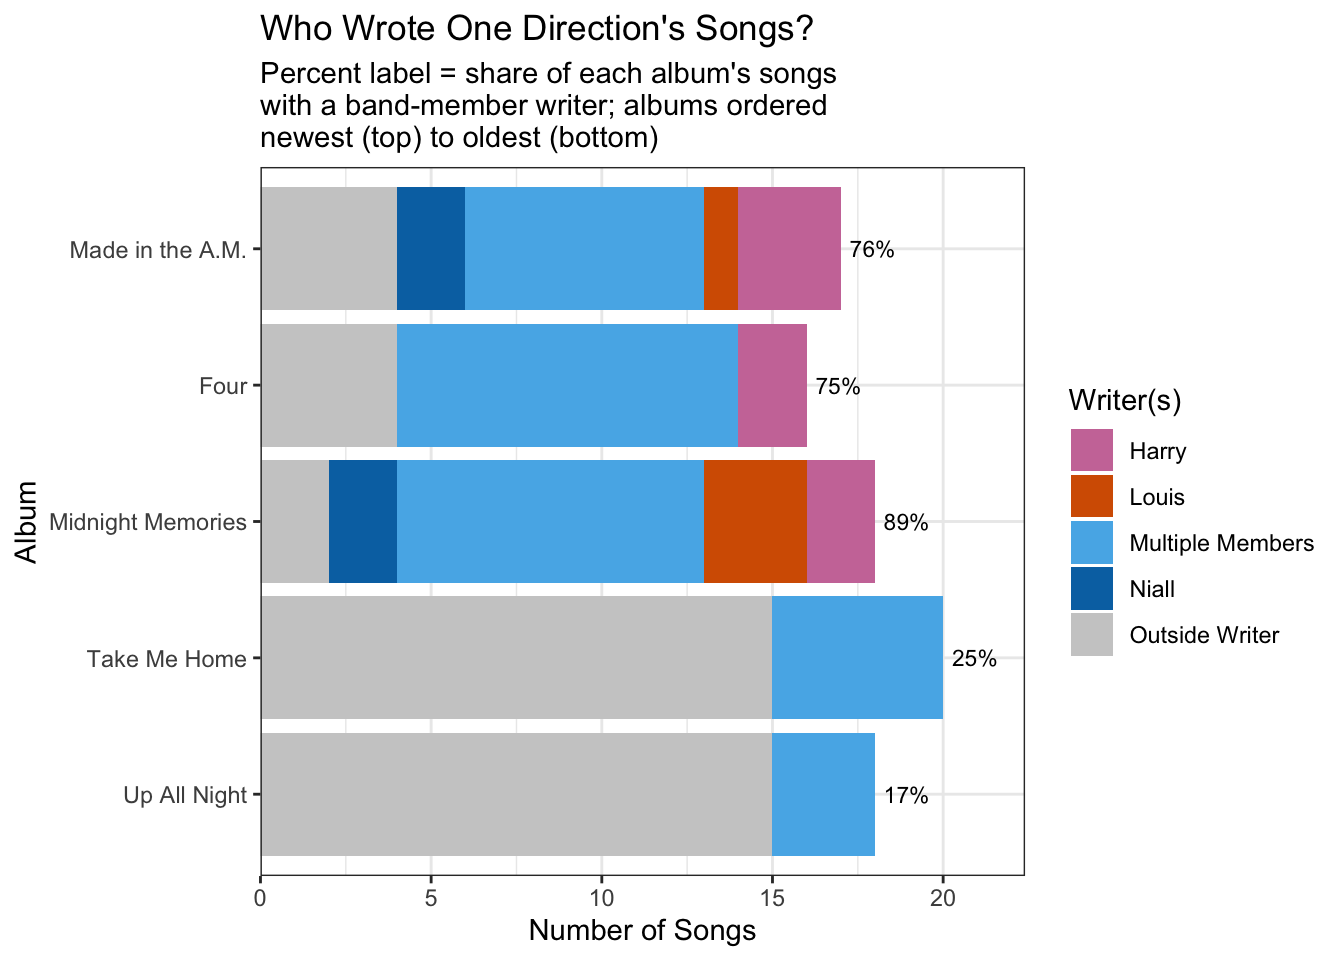 Who Wrote One Direction's Songs?
Percent label = share of each album's songs
with a band-member writer; albums ordered
newest (top) to oldest (bottom)
Album
Made in the A.M.
76%
Four
75%
Midnight Memories
89%
Take Me Home
25%
Up All Night
17%
0
5
10
15
20
Number of Songs
Writer(s)
Harry
Louis
Multiple Members
Niall
Outside Writer